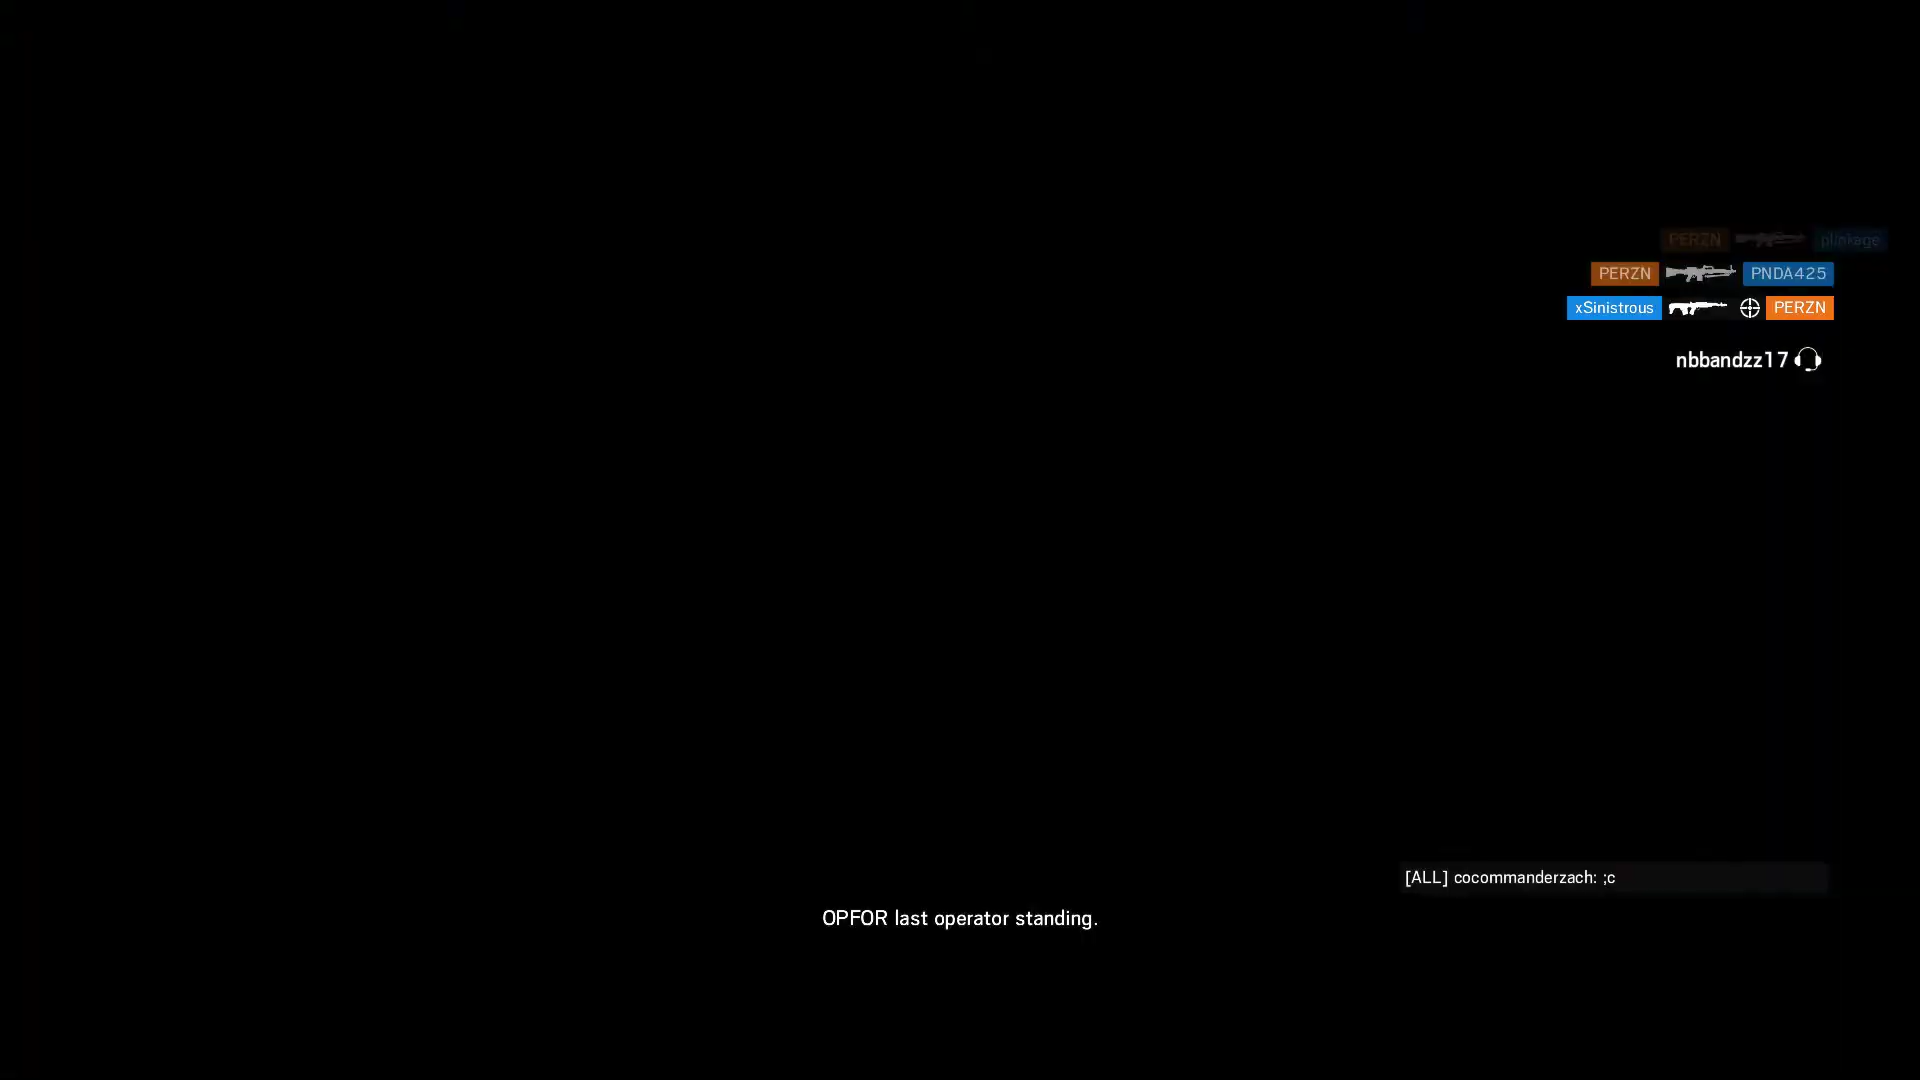 PERZN plinkage
PERZN PNDA425
xSinistrous PERZN
nbbandzz17
[ALL] cocommanderzach: ;c
OPFOR last operator standing.